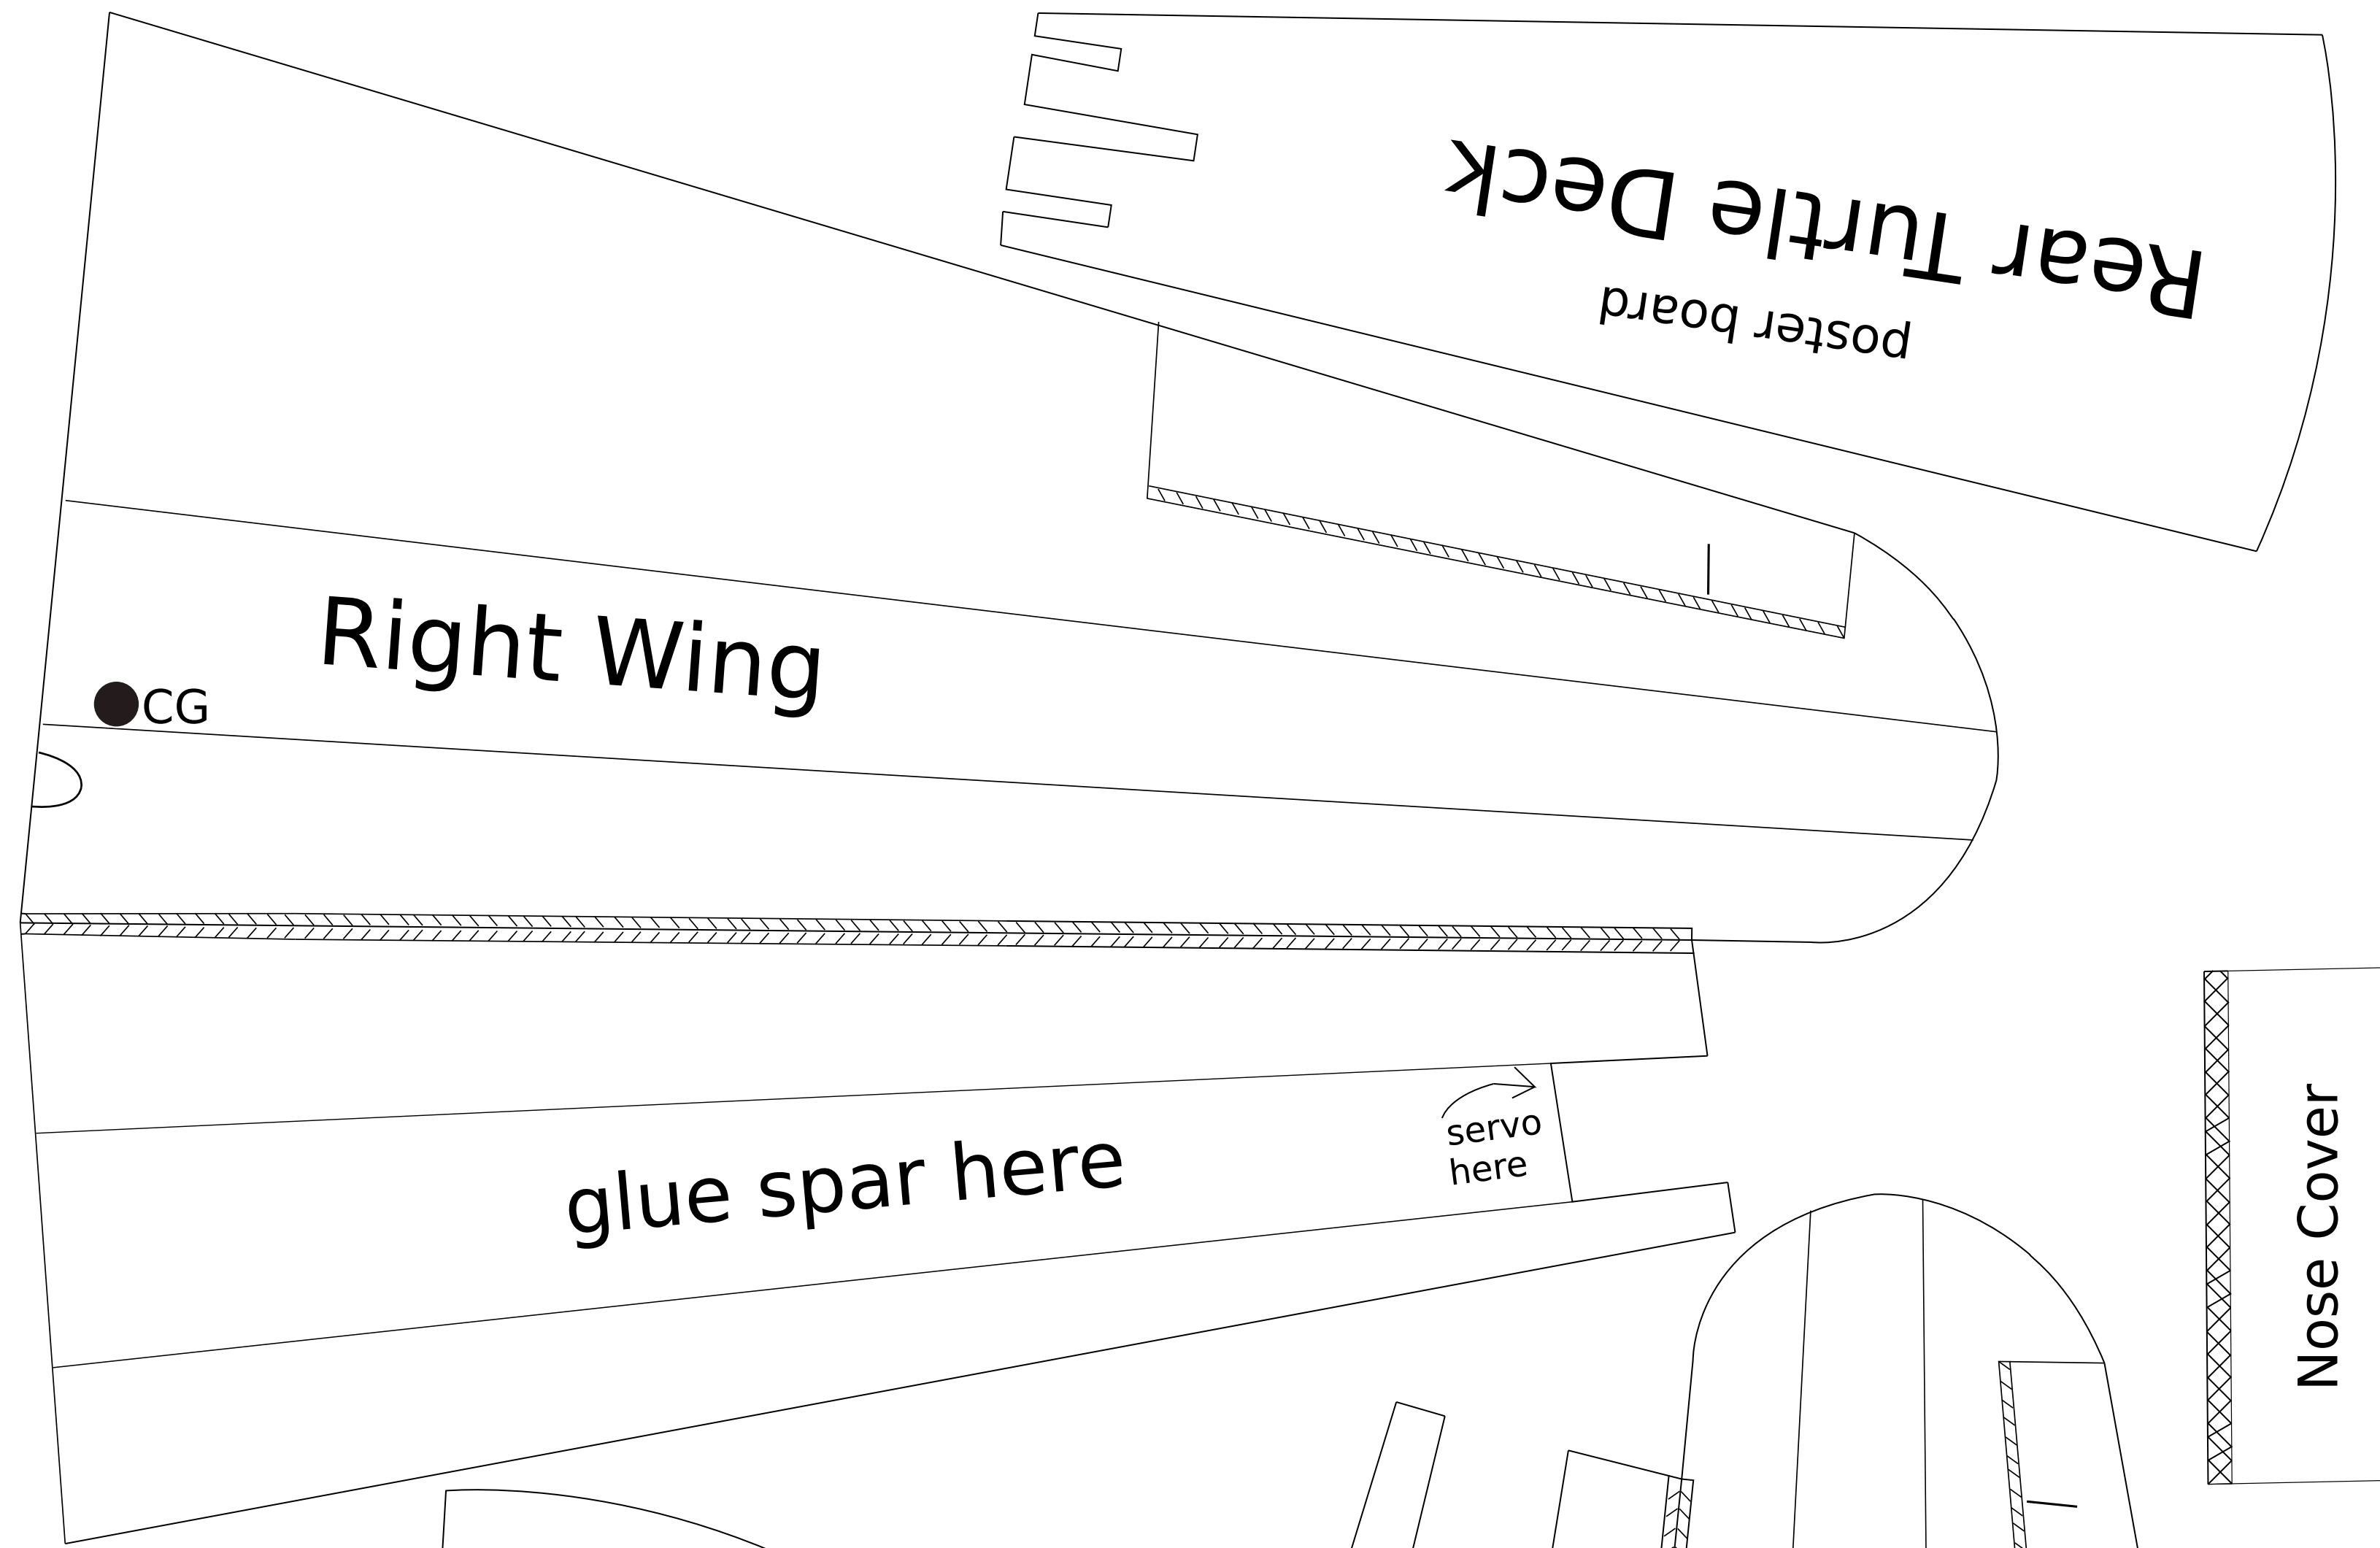 Rear Turtle Deck
poster board
Right Wing
CG
glue spar here
servo
here
Nose Cover